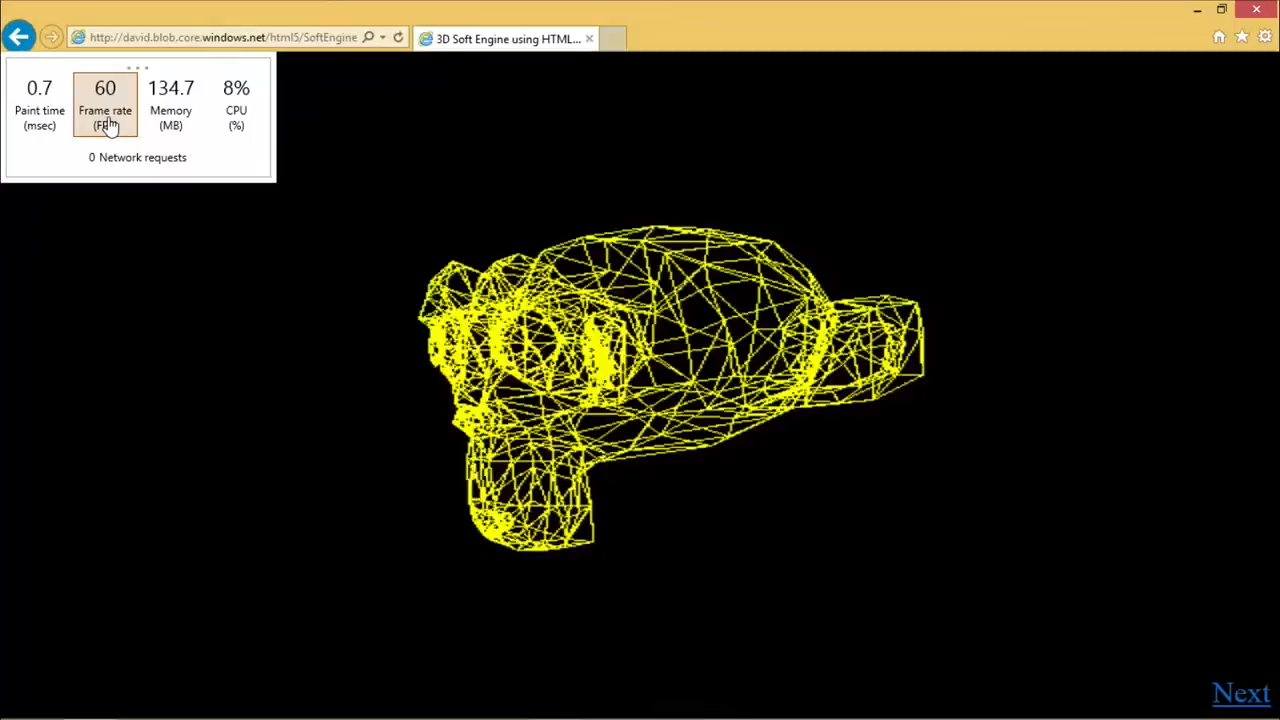 http://david.blob.core.windows.net/html5/SoftEngine
3D Soft Engine using HTML...
0.7 60 134.7 8%
Paint time Frame rate Memory CPU
(msec) (MB) (%)
0 Network requests
Next